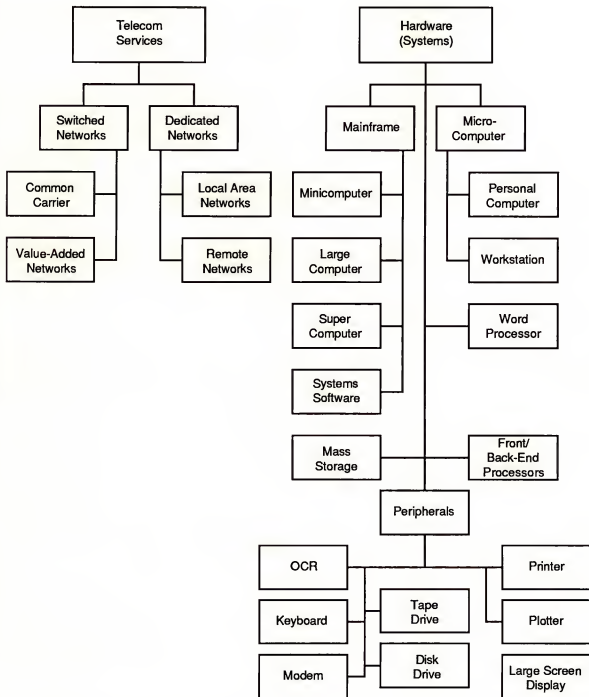 Telecom
Services
Hardware
(Systems)
Switched
Networks
Dedicated
Networks
Mainframe
Micro-
Computer
Common
Carrier
Local Area
Networks
Minicomputer
Personal
Computer
Value-Added
Networks
Remote
Networks
Large
Computer
Workstation
Super
Computer
Word
Processor
Systems
Software
Mass
Storage
Front/
Back-End
Processors
Peripherals
OCR
Printer
Keyboard
Tape
Drive
Plotter
Modem
Disk
Drive
Large Screen
Display